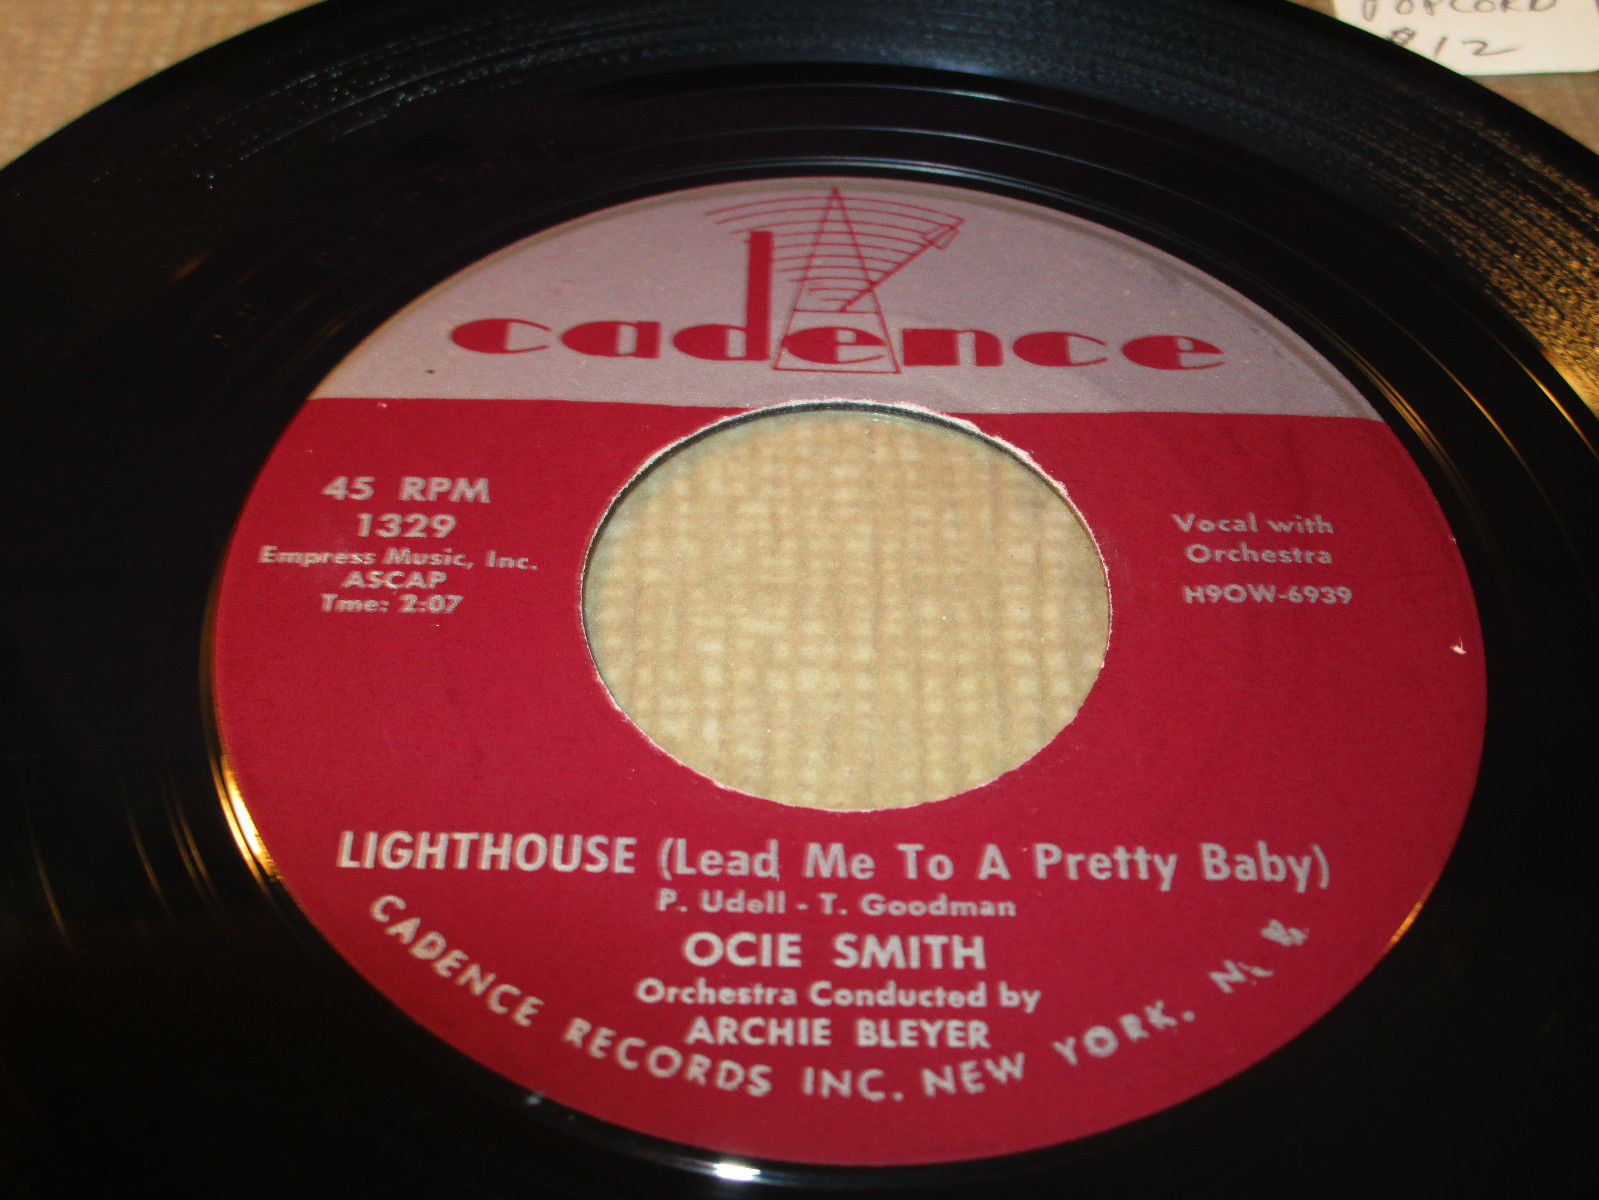 $12
cadence
45 RPM
1329
Empress Music, Inc.
ASCAP
Tme: 2:07
Vocal with
Orchestra
H9OW-6939
LIGHTHOUSE (Lead Me To A Pretty Baby)
P. Udell - T. Goodman
OCIE SMITH
Orchestra Conducted by
ARCHIE BLEYER
CADENCE RECORDS INC. NEW YORK, N.Y.